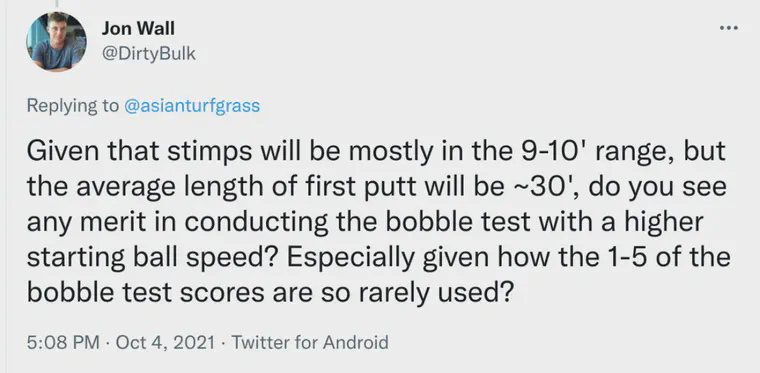 Jon Wall
@DirtyBulk
Replying to @asianturfgrass
Given that stimps will be mostly in the 9-10' range, but
the average length of first putt will be ~30', do you see
any merit in conducting the bobble test with a higher
starting ball speed? Especially given how the 1-5 of the
bobble test scores are so rarely used?
5:08 PM · Oct 4, 2021 · Twitter for Android